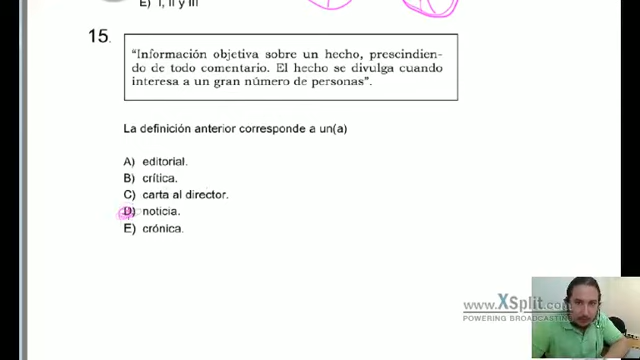 E) I, II y III
15.
"Información objetiva sobre un hecho, prescindien-
do de todo comentario. El hecho se divulga cuando
interesa a un gran número de personas".
La definición anterior corresponde a un(a)
A) editorial.
B) crítica.
C) carta al director.
D) noticia.
E) crónica.
www.XSplit.com
POWERING BROADCASTING